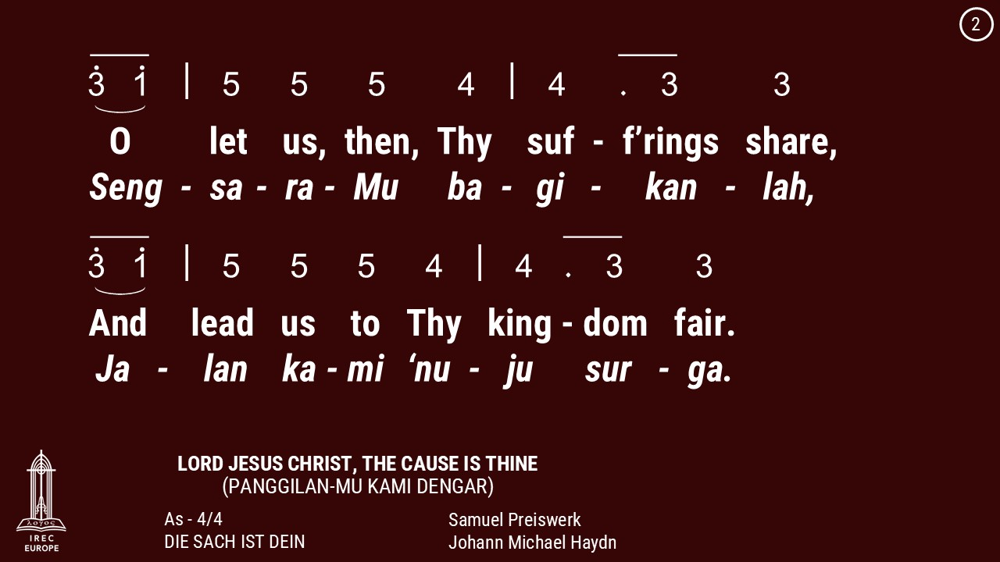 2
3̇ 1̇ | 5 5 5 4 | 4 . 3 3
O let us, then, Thy suf - f’rings share,
Seng - sa - ra - Mu ba - gi - kan - lah,
3̇ 1̇ | 5 5 5 4 | 4 . 3 3
And lead us to Thy king - dom fair.
Ja - lan ka - mi ‘nu - ju sur - ga.
LORD JESUS CHRIST, THE CAUSE IS THINE
(PANGGILAN-MU KAMI DENGAR)
As - 4/4
Samuel Preiswerk
DIE SACH IST DEIN
Johann Michael Haydn
λογος
IREC
EUROPE